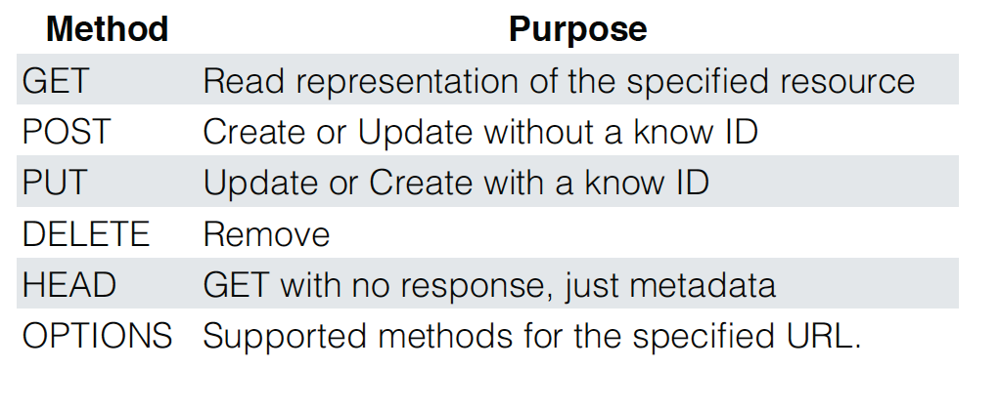 Method Purpose
GET Read representation of the specified resource
POST Create or Update without a know ID
PUT Update or Create with a know ID
DELETE Remove
HEAD GET with no response, just metadata
OPTIONS Supported methods for the specified URL.